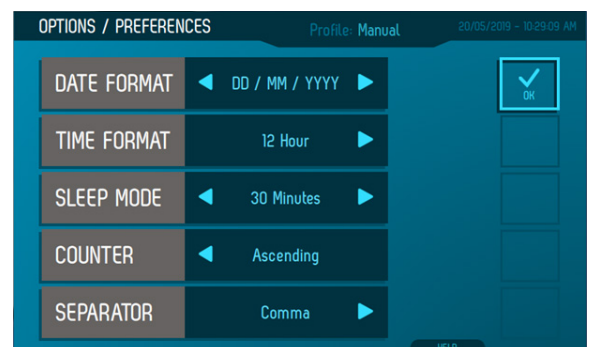 OPTIONS / PREFERENCES Profile: Manual 20/05/2019 - 10:29:09 AM
DATE FORMAT DD / MM / YYYY OK
TIME FORMAT 12 Hour
SLEEP MODE 30 Minutes
COUNTER Ascending
SEPARATOR Comma
HELP